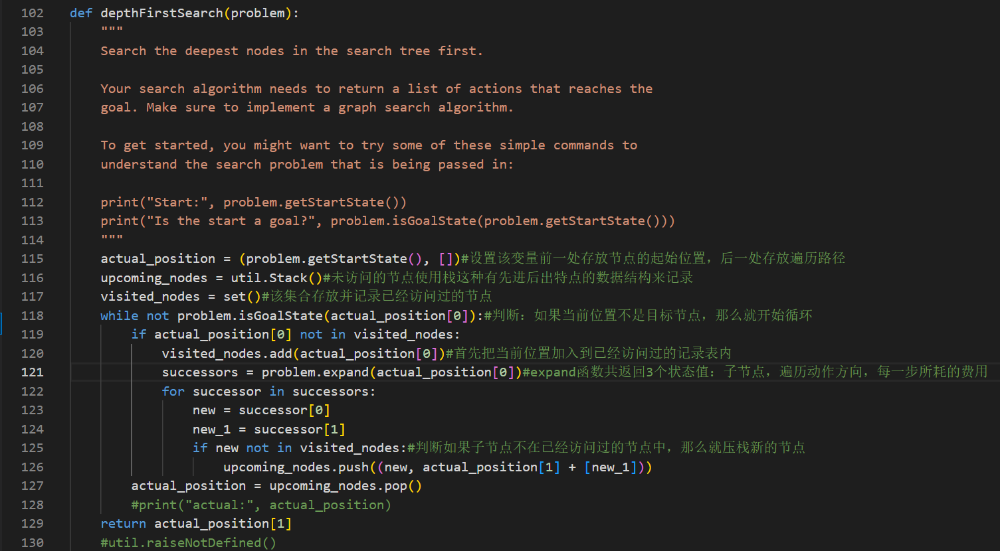 102 def depthFirstSearch(problem):
103 """
104 Search the deepest nodes in the search tree first.
105
106 Your search algorithm needs to return a list of actions that reaches the
107 goal. Make sure to implement a graph search algorithm.
108
109 To get started, you might want to try some of these simple commands to
110 understand the search problem that is being passed in:
111
112 print("Start:", problem.getStartState())
113 print("Is the start a goal?", problem.isGoalState(problem.getStartState()))
114 """
115 actual_position = (problem.getStartState(), [])#设置该变量前一处存放节点的起始位置，后一处存放遍历路径
116 upcoming_nodes = util.Stack()#未访问的节点使用栈这种有先进后出特点的数据结构来记录
117 visited_nodes = set()#该集合存放并记录已经访问过的节点
118 while not problem.isGoalState(actual_position[0]):#判断：如果当前位置不是目标节点，那么就开始循环
119 if actual_position[0] not in visited_nodes:
120 visited_nodes.add(actual_position[0])#首先把当前位置加入到已经访问过的记录表内
121 successors = problem.expand(actual_position[0])#expand函数共返回3个状态值：子节点，遍历动作方向，每一步所耗的费用
122 for successor in successors:
123 new = successor[0]
124 new_1 = successor[1]
125 if new not in visited_nodes:#判断如果子节点不在已经访问过的节点中，那么就压栈新的节点
126 upcoming_nodes.push((new, actual_position[1] + [new_1]))
127 actual_position = upcoming_nodes.pop()
128 #print("actual:", actual_position)
129 return actual_position[1]
130 #util.raiseNotDefined()